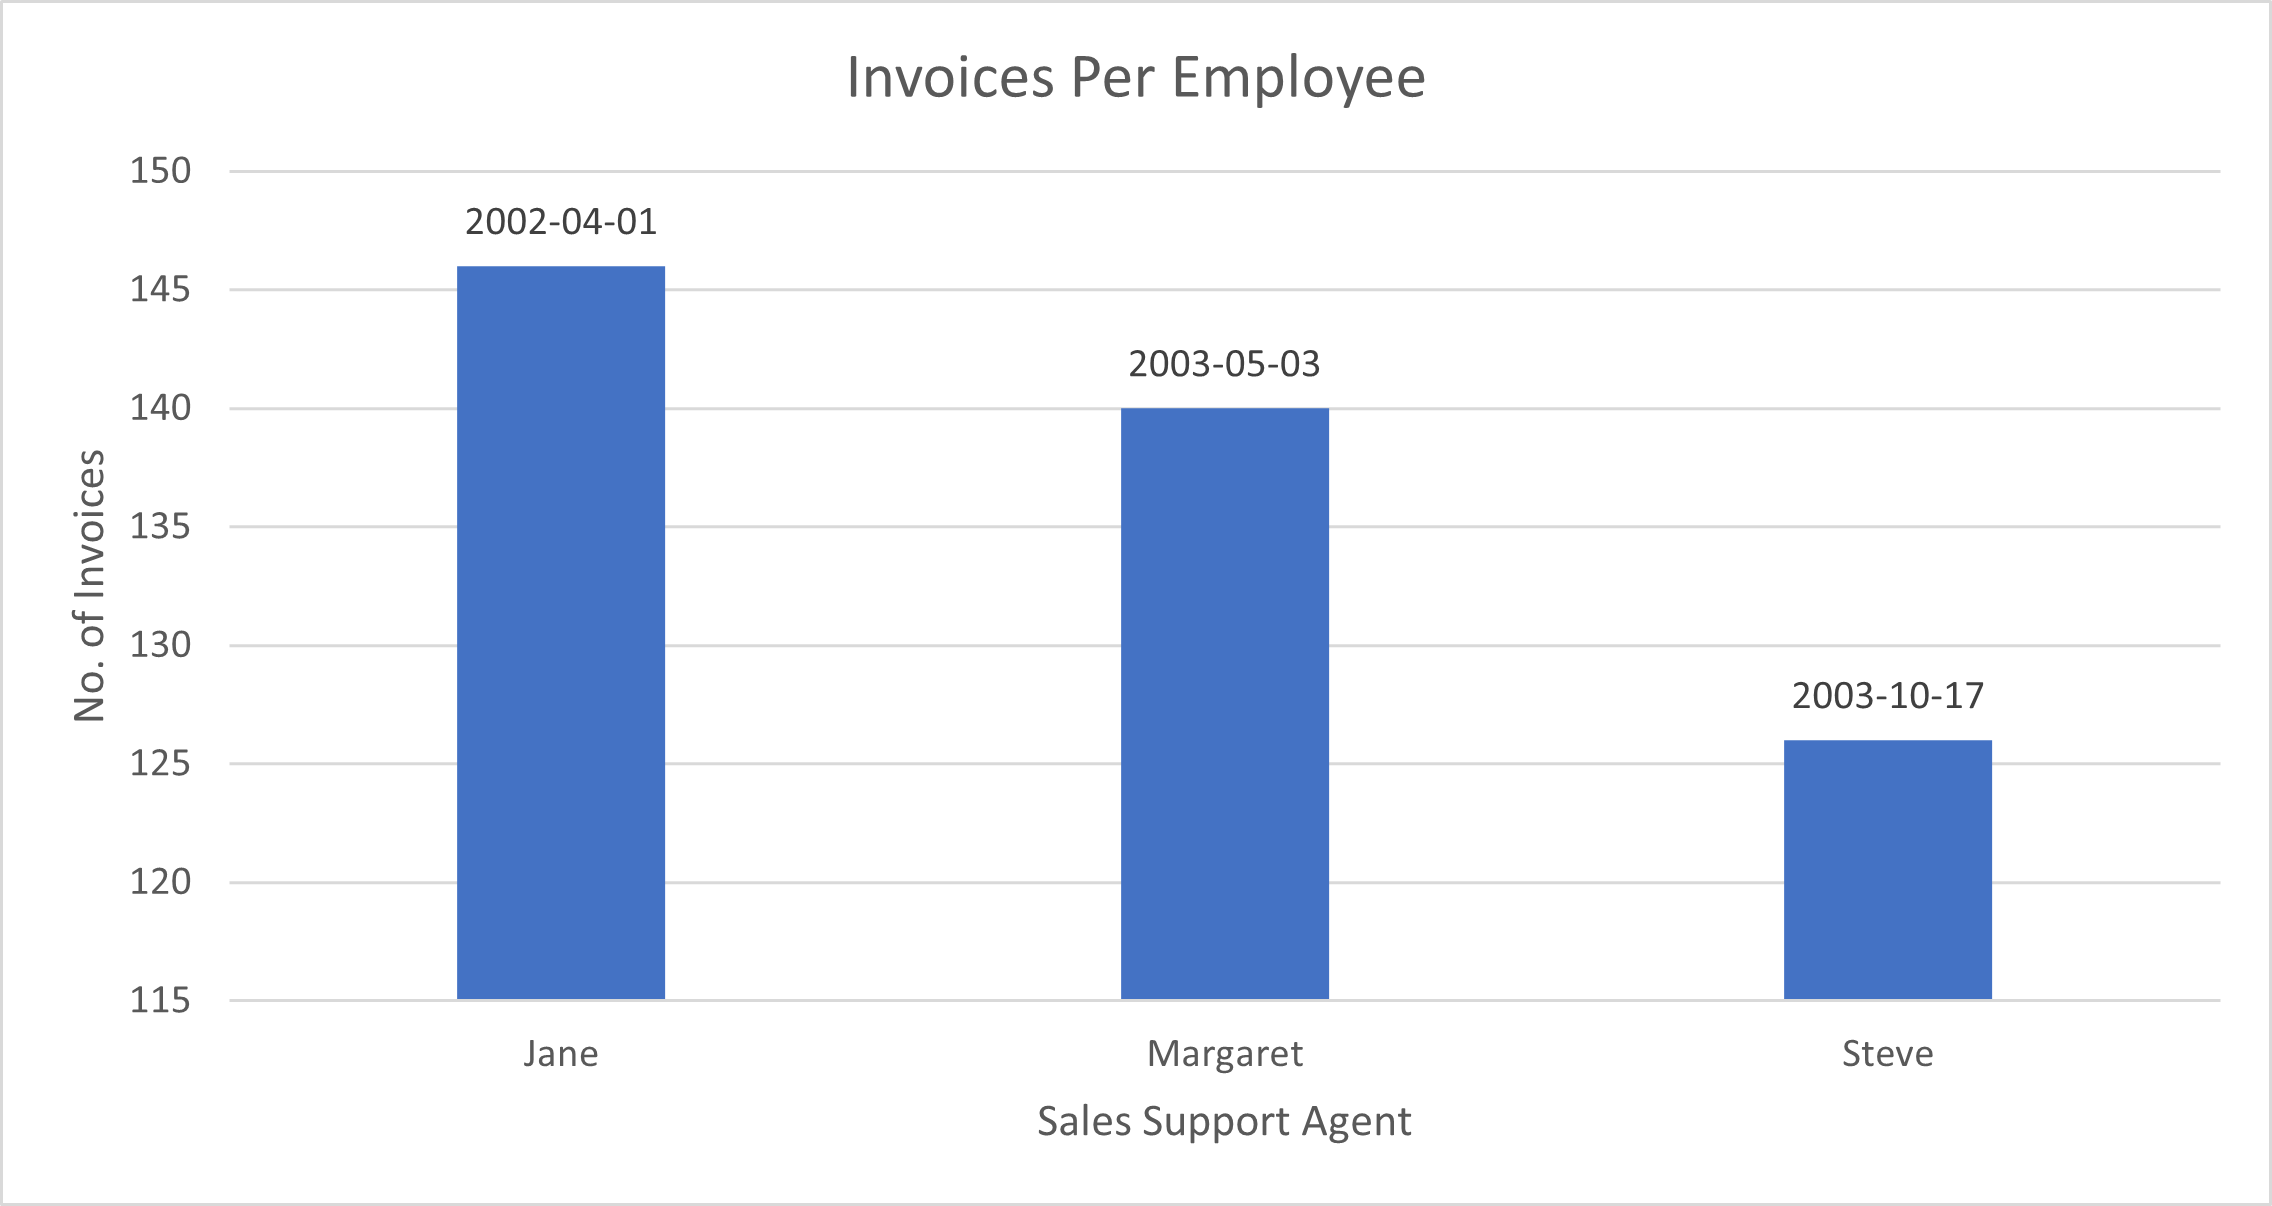 Invoices Per Employee
150
145
140
135
130
125
120
115
No. of Invoices
2002-04-01
2003-05-03
2003-10-17
Jane
Margaret
Steve
Sales Support Agent